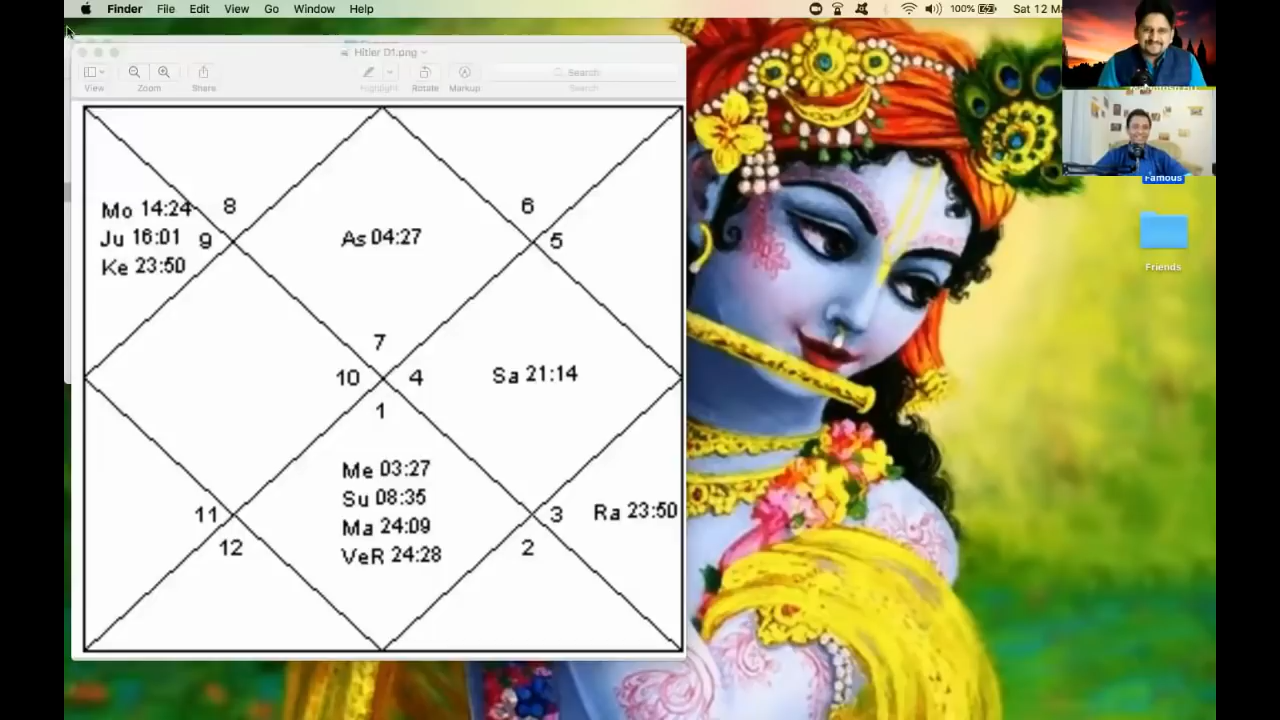 Finder File Edit View Go Window Help 100% Sat 12 Ma
Hitler D1.png
Search
View Zoom Share Highlight Rotate Markup Search
Mo 14:24
Ju 16:01
Ke 23:50
8
9
As 04:27
6
5
7
10
4
1
Sa 21:14
Me 03:27
Su 08:35
Ma 24:09
VeR 24:28
11
12
3
2
Ra 23:50
Famous
Friends